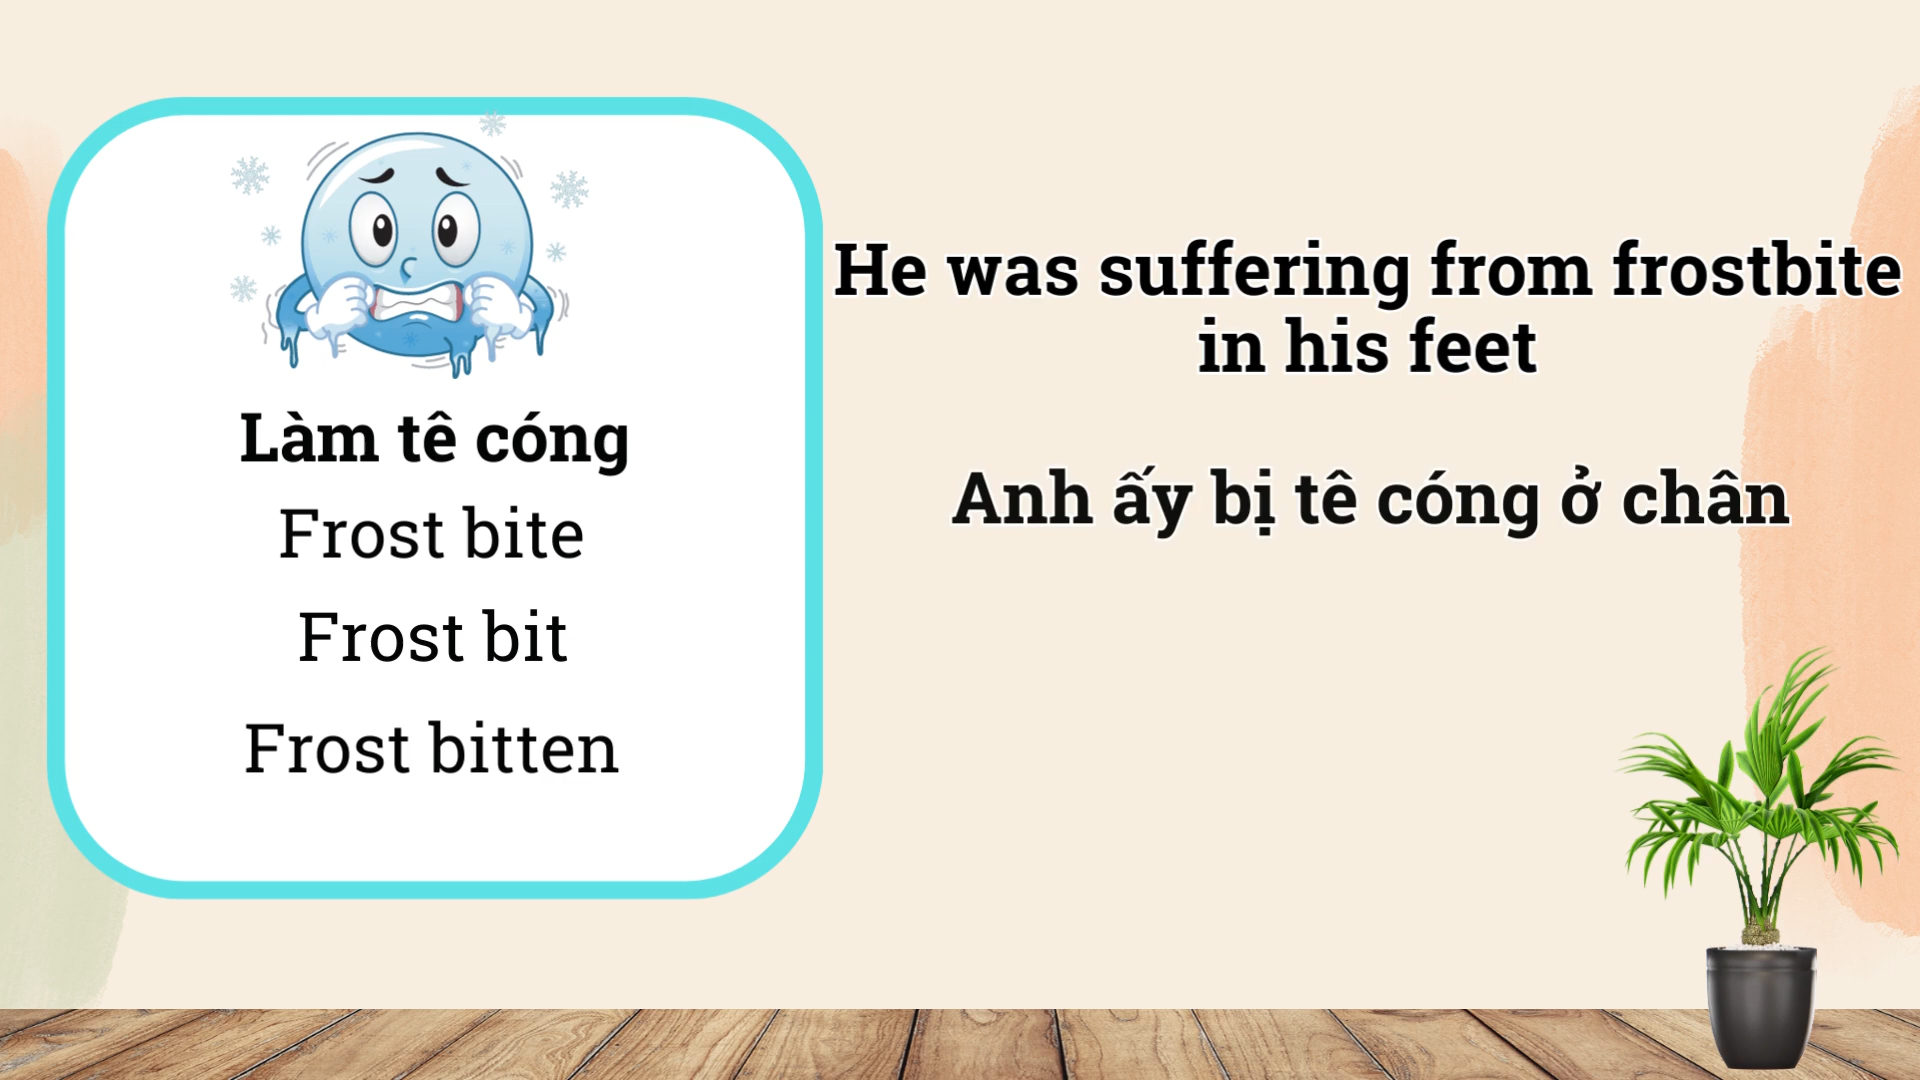 Làm tê cóng
Frost bite
Frost bit
Frost bitten
He was suffering from frostbite
in his feet
Anh ấy bị tê cóng ở chân